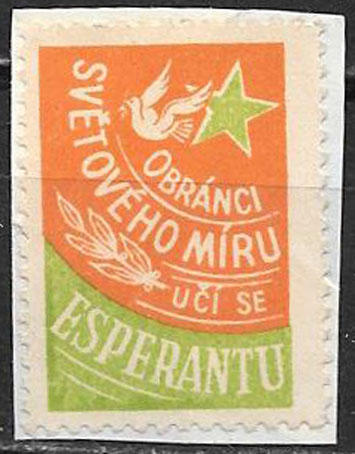 OBRÁNCI
SVĚTOVÉHO MÍRU
UČÍ SE
ESPERANTU